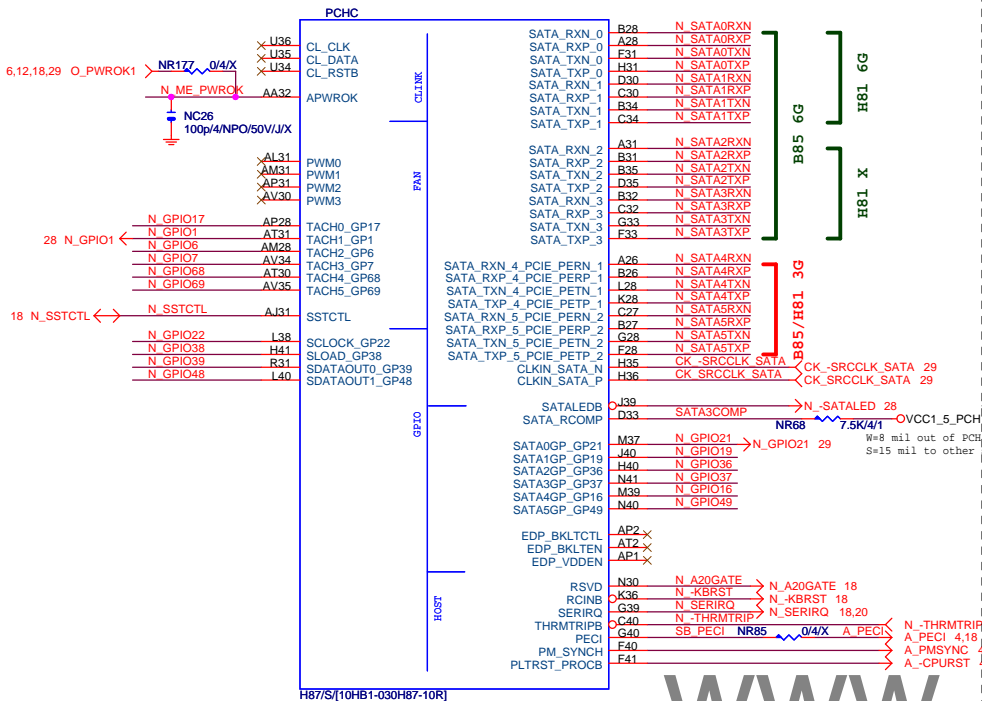 PCHC
U36 CL_CLK
U35 CL_DATA
U34 CL_RSTB
6,12,18,29 O_PWROK1 NR177 0/4/X
N_ME_PWROK AA32 APWROK
NC26
100p/4/NPO/50V/J/X
AL31 PWM0
AM31 PWM1
AP31 PWM2
AV30 PWM3
N_GPIO17 AP28 TACH0_GP17
28 N_GPIO1 N_GPIO1 AT31 TACH1_GP1
N_GPIO6 AM28 TACH2_GP6
N_GPIO7 AV34 TACH3_GP7
N_GPIO68 AT30 TACH4_GP68
N_GPIO69 AV35 TACH5_GP69
18 N_SSTCTL N_SSTCTL AJ31 SSTCTL
N_GPIO22 L38 SCLOCK_GP22
N_GPIO38 H41 SLOAD_GP38
N_GPIO39 R31 SDATAOUT0_GP39
N_GPIO48 L40 SDATAOUT1_GP48
CLINK
FAN
GPIO
HOST
SATA_RXN_0 B28 N_SATA0RXN
SATA_RXP_0 A28 N_SATA0RXP
SATA_TXN_0 F31 N_SATA0TXN
SATA_TXP_0 H31 N_SATA0TXP
SATA_RXN_1 D30 N_SATA1RXN
SATA_RXP_1 C30 N_SATA1RXP
SATA_TXN_1 B34 N_SATA1TXN
SATA_TXP_1 C34 N_SATA1TXP
SATA_RXN_2 A31 N_SATA2RXN
SATA_RXP_2 B31 N_SATA2RXP
SATA_TXN_2 B35 N_SATA2TXN
SATA_TXP_2 D35 N_SATA2TXP
SATA_RXN_3 B32 N_SATA3RXN
SATA_RXP_3 C32 N_SATA3RXP
SATA_TXN_3 G33 N_SATA3TXN
SATA_TXP_3 F33 N_SATA3TXP
B85 6G
H81 6G
H81 X
SATA_RXN_4_PCIE_PERN_1 A26 N_SATA4RXN
SATA_RXP_4_PCIE_PERP_1 B26 N_SATA4RXP
SATA_TXN_4_PCIE_PETN_1 L28 N_SATA4TXN
SATA_TXP_4_PCIE_PETP_1 K28 N_SATA4TXP
SATA_RXN_5_PCIE_PERN_2 C27 N_SATA5RXN
SATA_RXP_5_PCIE_PERP_2 B27 N_SATA5RXP
SATA_TXN_5_PCIE_PETN_2 G28 N_SATA5TXN
SATA_TXP_5_PCIE_PETP_2 F28 N_SATA5TXP
B85/H81 3G
CLKIN_SATA_N H35 CK_-SRCCLK_SATA CK_-SRCCLK_SATA 29
CLKIN_SATA_P H36 CK_SRCCLK_SATA CK_SRCCLK_SATA 29
SATALEDB J39 N_-SATALED 28
SATA_RCOMP D33 SATA3COMP NR68 7.5K/4/1 VCC1_5_PCH
W=8 mil out of PCH
S=15 mil to other
SATA0GP_GP21 M37 N_GPIO21 N_GPIO21 29
SATA1GP_GP19 J40 N_GPIO19
SATA2GP_GP36 H40 N_GPIO36
SATA3GP_GP37 N41 N_GPIO37
SATA4GP_GP16 M39 N_GPIO16
SATA5GP_GP49 N40 N_GPIO49
EDP_BKLTCTL AP2
EDP_BKLTEN AT2
EDP_VDDEN AP1
RSVD N30 N_A20GATE N_A20GATE 18
RCINB K36 N_-KBRST N_-KBRST 18
SERIRQ G39 N_SERIRQ N_SERIRQ 18,20
THRMTRIPB C40 N_-THRMTRIP N_-THRMTRIP
PECI G40 SB_PECI NR85 0/4/X A_PECI A_PECI 4,18
PM_SYNCH F40 A_PMSYNC
PLTRST_PROCB F41 A_-CPURST
H87/S/[10HB1-030H87-10R]
WWW